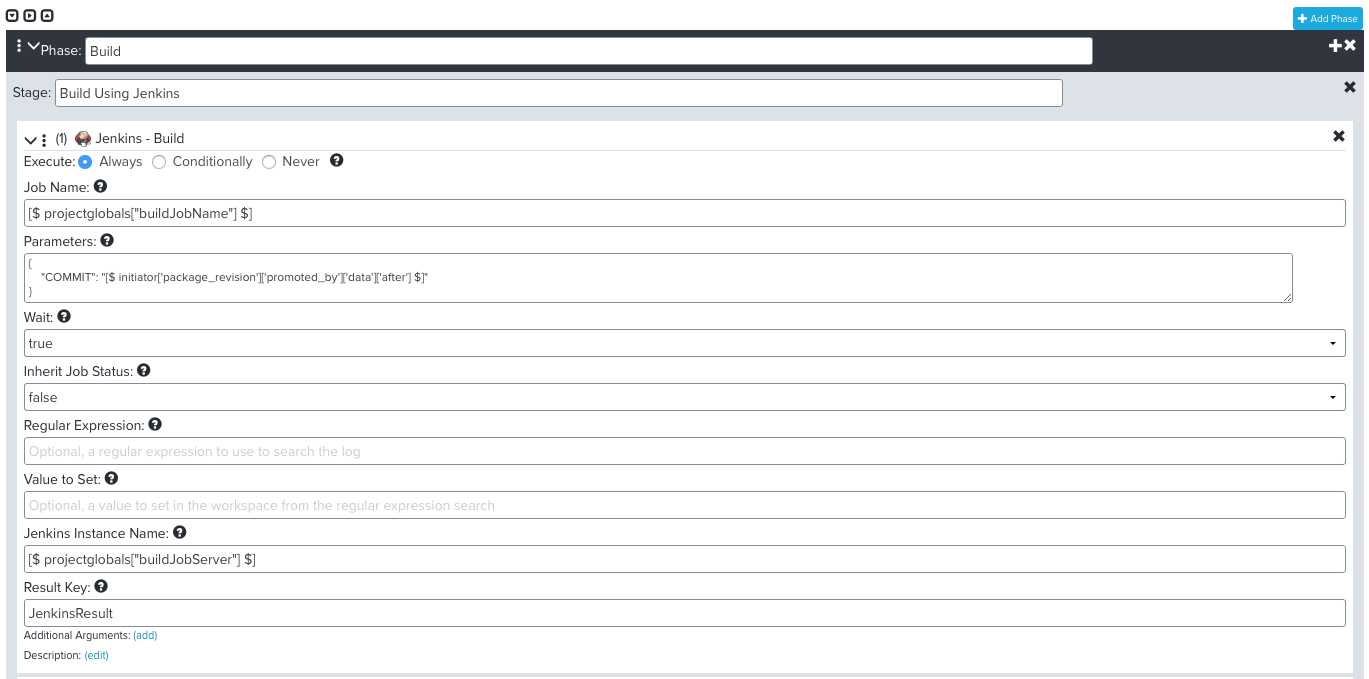 Add Phase
Phase: Build
Stage: Build Using Jenkins
(1) Jenkins - Build
Execute: Always Conditionally Never
Job Name:
[$ projectglobals["buildJobName"] $]
Parameters:
{
"COMMIT": "[$ initiator['package_revision']['promoted_by']['data']['after'] $]"
}
Wait:
true
Inherit Job Status:
false
Regular Expression:
Optional, a regular expression to use to search the log
Value to Set:
Optional, a value to set in the workspace from the regular expression search
Jenkins Instance Name:
[$ projectglobals["buildJobServer"] $]
Result Key:
JenkinsResult
Additional Arguments: (add)
Description: (edit)